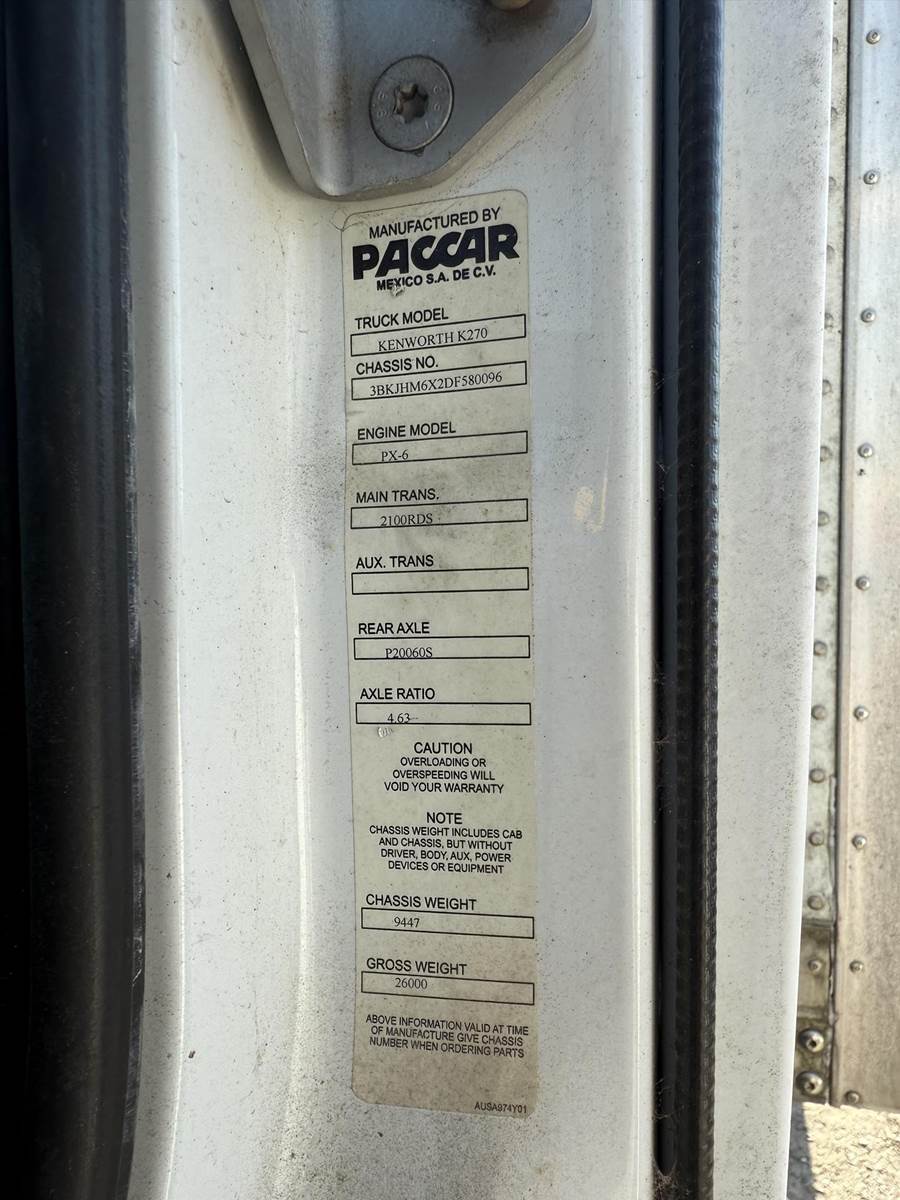 MANUFACTURED BY
PACCAR
MEXICO S.A. DE C.V.
TRUCK MODEL
KENWORTH K270
CHASSIS NO.
3BKJHM6X2DF580096
ENGINE MODEL
PX-6
MAIN TRANS.
2100RDS
AUX. TRANS
REAR AXLE
P20060S
AXLE RATIO
4.63
CAUTION
OVERLOADING OR
OVERSPEEDING WILL
VOID YOUR WARRANTY
NOTE
CHASSIS WEIGHT INCLUDES CAB
AND CHASSIS, BUT WITHOUT
DRIVER, BODY, AUX, POWER
DEVICES OR EQUIPMENT
CHASSIS WEIGHT
9447
GROSS WEIGHT
26000
ABOVE INFORMATION VALID AT TIME
OF MANUFACTURE GIVE CHASSIS
NUMBER WHEN ORDERING PARTS
AUSA974Y01